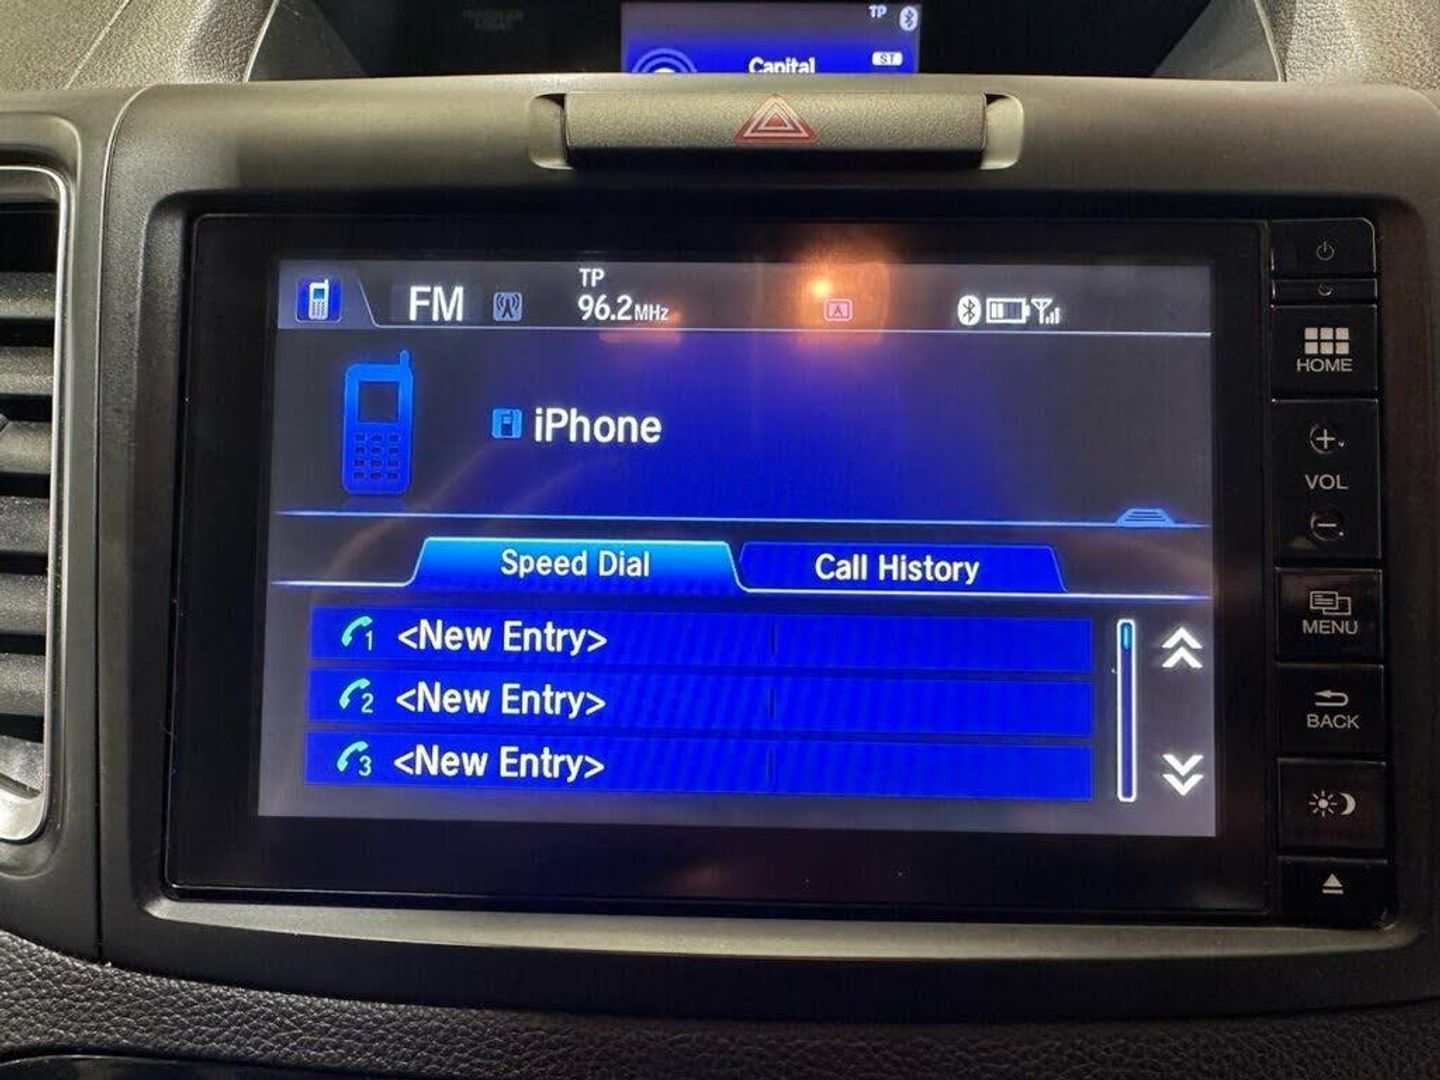 TP
Capital
ST
FM
TP
96.2MHz
iPhone
HOME
VOL
MENU
BACK
Speed Dial
Call History
1 <New Entry>
2 <New Entry>
3 <New Entry>